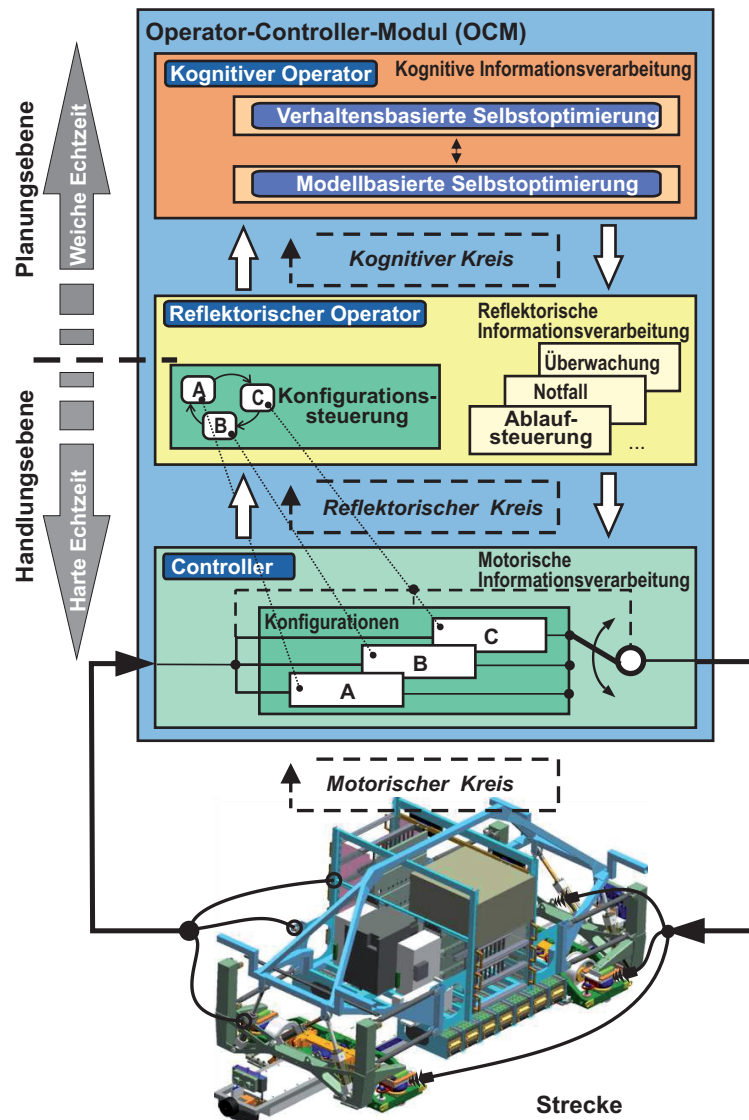 Operator-Controller-Modul (OCM)
Kognitiver Operator
Kognitive Informationsverarbeitung
Verhaltensbasierte Selbstoptimierung
Modellbasierte Selbstoptimierung
Planungsebene
Weiche Echtzeit
Kognitiver Kreis
Reflektorischer Operator
Reflektorische
Informationsverarbeitung
Überwachung
Notfall
Ablauf-
steuerung
...
A
C
B
Konfigurations-
steuerung
Handlungsebene
Harte Echtzeit
Reflektorischer Kreis
Controller
Motorische
Informationsverarbeitung
Konfigurationen
C
B
A
Motorischer Kreis
Strecke